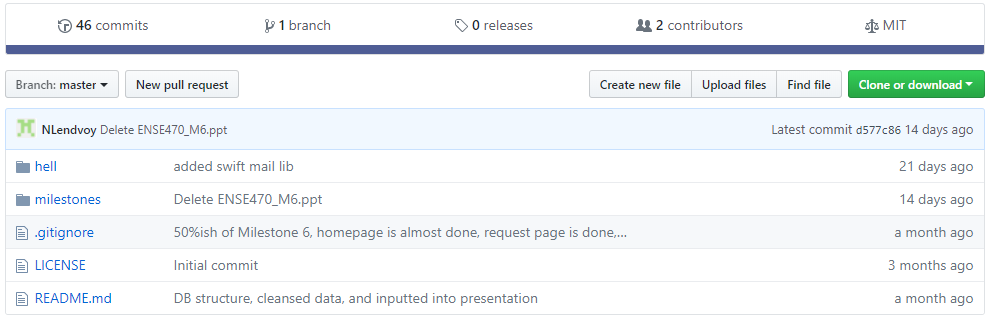 46 commits 1 branch 0 releases 2 contributors MIT
Branch: master New pull request Create new file Upload files Find file Clone or download
NLendvoy Delete ENSE470_M6.ppt Latest commit d577c86 14 days ago
hell added swift mail lib 21 days ago
milestones Delete ENSE470_M6.ppt 14 days ago
.gitignore 50%ish of Milestone 6, homepage is almost done, request page is done,... a month ago
LICENSE Initial commit 3 months ago
README.md DB structure, cleansed data, and inputted into presentation a month ago